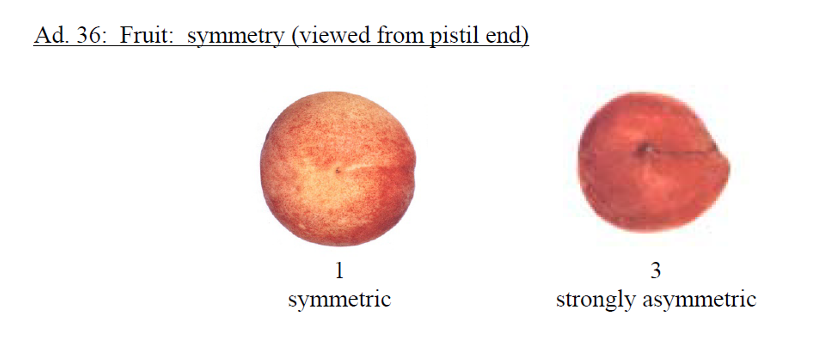 Ad. 36:  Fruit:  symmetry (viewed from pistil end)
1
symmetric
3
strongly asymmetric